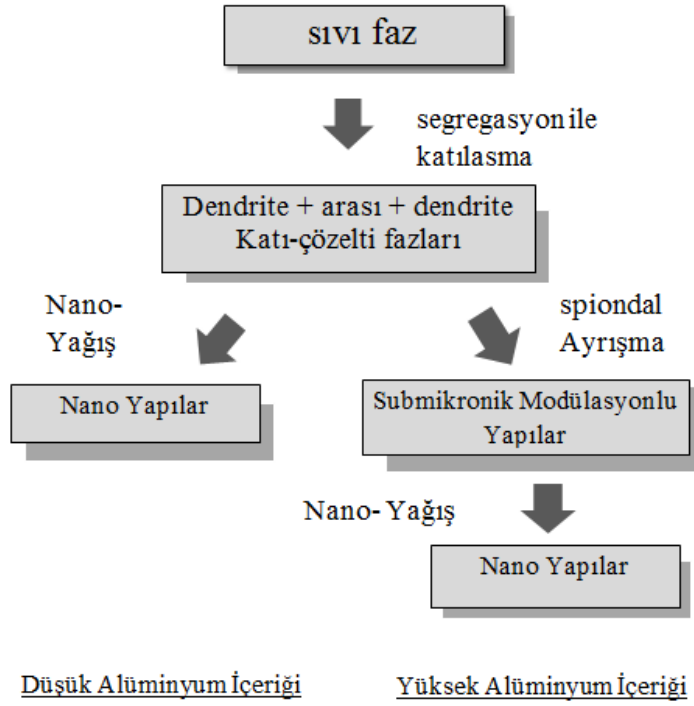 sıvı faz
segregasyon ile
katılasma
Dendrite + arası + dendrite
Katı-çözelti fazları
Nano-
Yağış
spiondal
Ayrışma
Nano Yapılar
Submikronik Modülasyonlu
Yapılar
Nano- Yağış
Nano Yapılar
Düşük Alüminyum İçeriği
Yüksek Alüminyum İçeriği